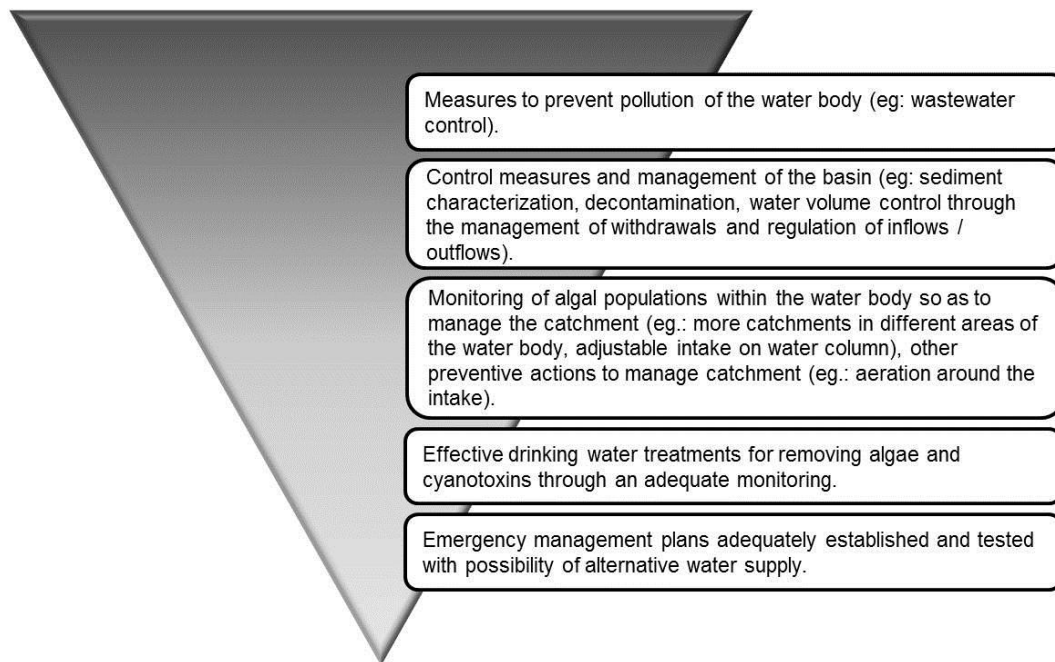 Measures to prevent pollution of the water body (eg: wastewater
control).
Control measures and management of the basin (eg: sediment
characterization, decontamination, water volume control through
the management of withdrawals and regulation of inflows /
outflows).
Monitoring of algal populations within the water body so as to
manage the catchment (eg.: more catchments in different areas of
the water body, adjustable intake on water column), other
preventive actions to manage catchment (eg.: aeration around the
intake).
Effective drinking water treatments for removing algae and
cyanotoxins through an adequate monitoring.
Emergency management plans adequately established and tested
with possibility of alternative water supply.